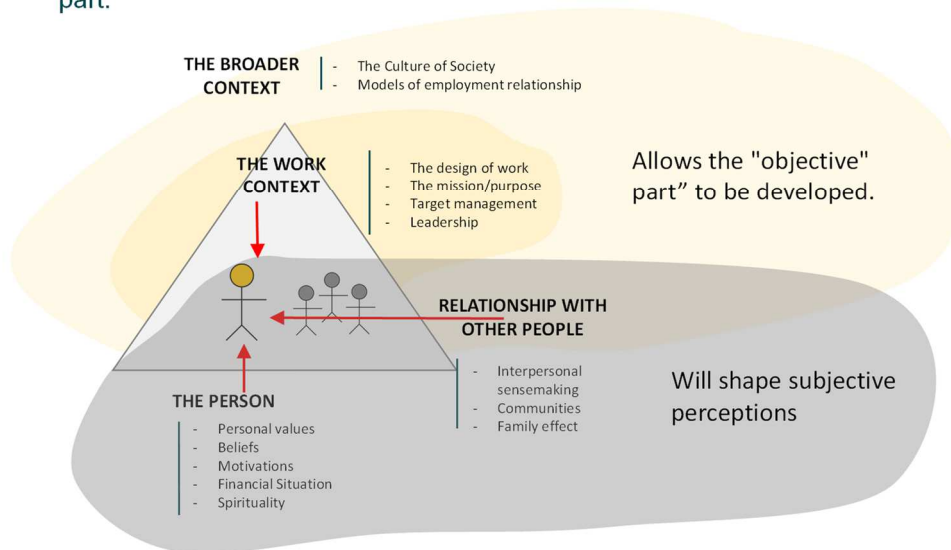 part.
THE BROADER
CONTEXT
- The Culture of Society
- Models of employment relationship
THE WORK
CONTEXT
- The design of work
- The mission/purpose
- Target management
- Leadership
Allows the "objective"
part” to be developed.
RELATIONSHIP WITH
OTHER PEOPLE
- Interpersonal
sensemaking
- Communities
- Family effect
Will shape subjective
perceptions
THE PERSON
- Personal values
- Beliefs
- Motivations
- Financial Situation
- Spirituality